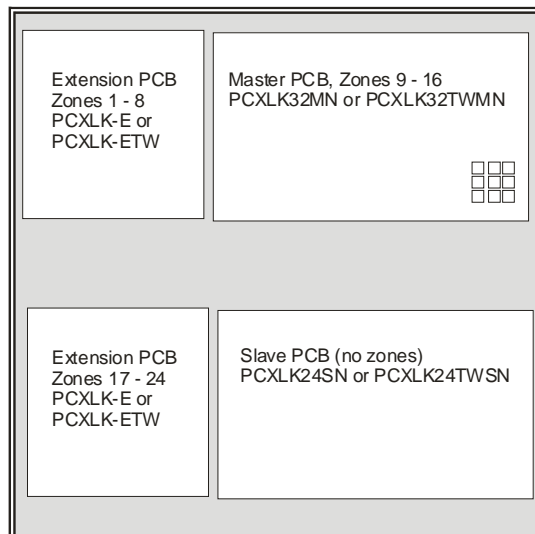 Extension PCB
Zones 1 - 8
PCXLK-E or
PCXLK-ETW
Master PCB, Zones 9 - 16
PCXLK32MN or PCXLK32TWMN
Extension PCB
Zones 17 - 24
PCXLK-E or
PCXLK-ETW
Slave PCB (no zones)
PCXLK24SN or PCXLK24TWSN